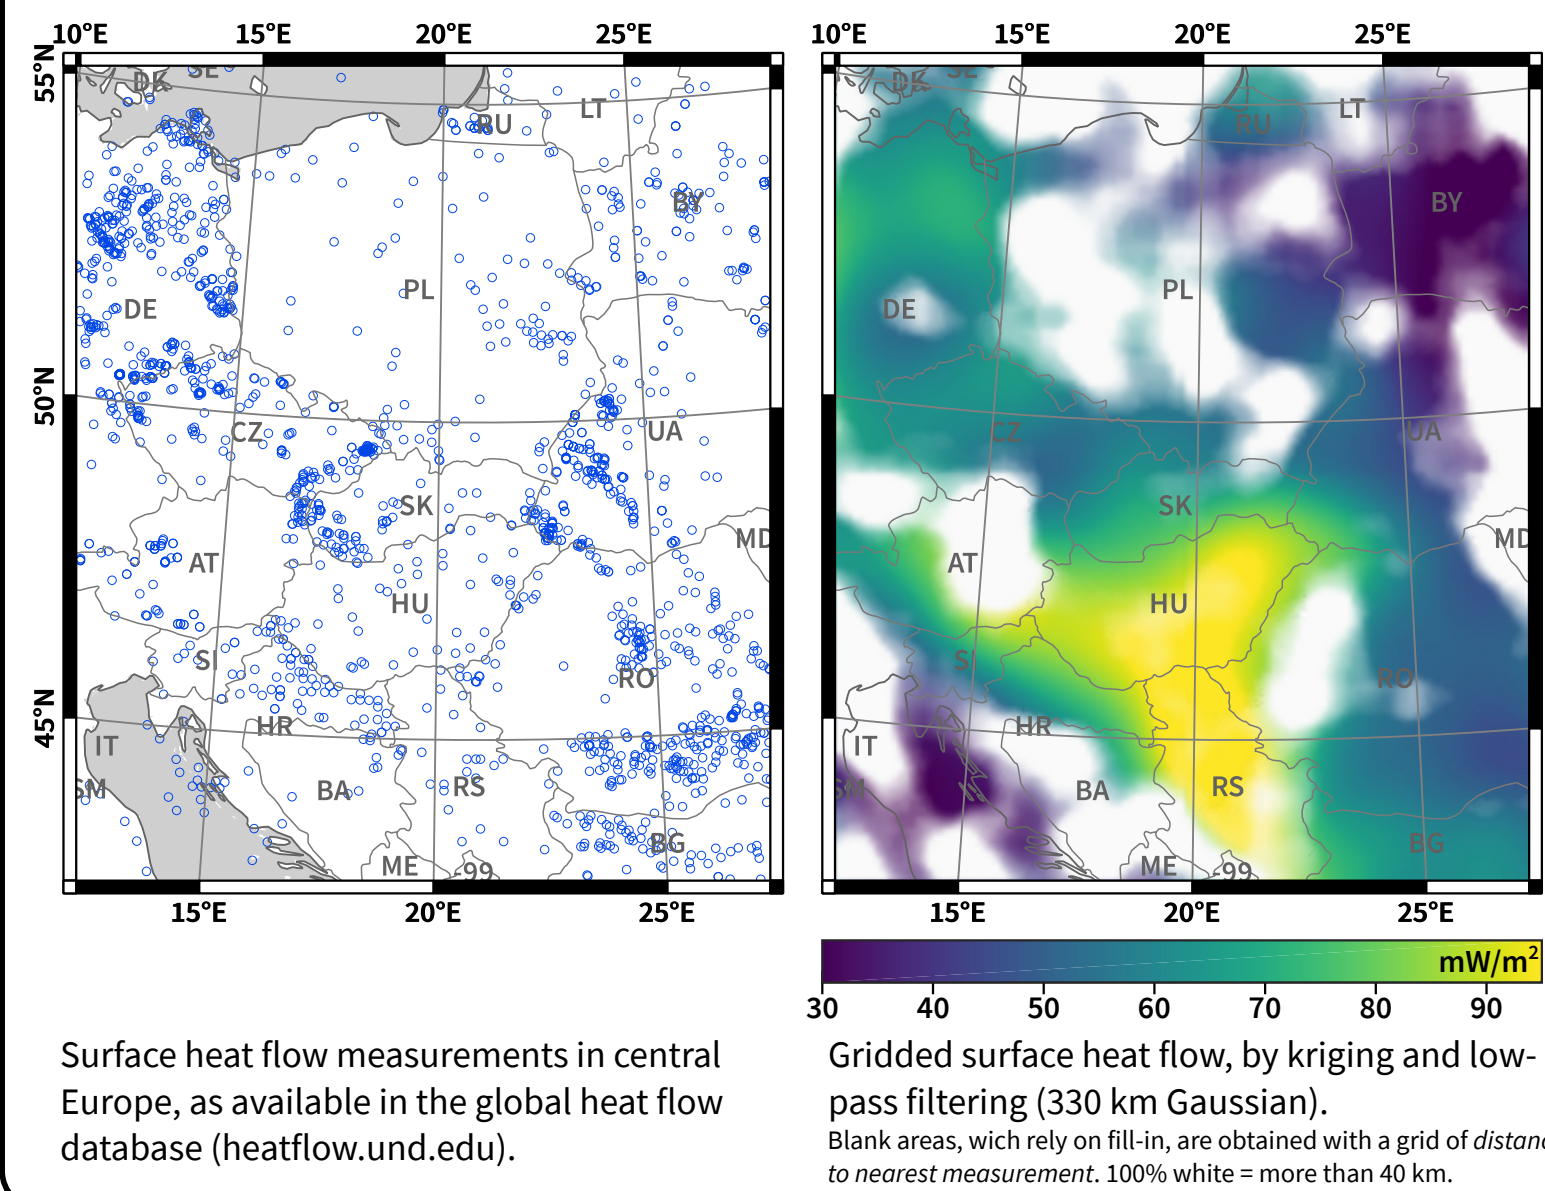 10°E 15°E 20°E 25°E
10°E 15°E 20°E 25°E
55°N
50°N
45°N
DK SE
LT
RU
BY
DE
PL
CZ
UA
SK
AT
MD
HU
SI
RO
HR
IT
SM
BA
RS
BG
ME -99
DK SE
LT
RU
BY
DE
PL
CZ
UA
SK
AT
MD
HU
SI
RO
HR
IT
SM
BA
RS
BG
ME -99
15°E 20°E 25°E
15°E 20°E 25°E
mW/m²
30 40 50 60 70 80 90
Surface heat flow measurements in central
Europe, as available in the global heat flow
database (heatflow.und.edu).
Gridded surface heat flow, by kriging and low-
pass filtering (330 km Gaussian).
Blank areas, wich rely on fill-in, are obtained with a grid of
to nearest measurement. 100% white = more than 40 km.